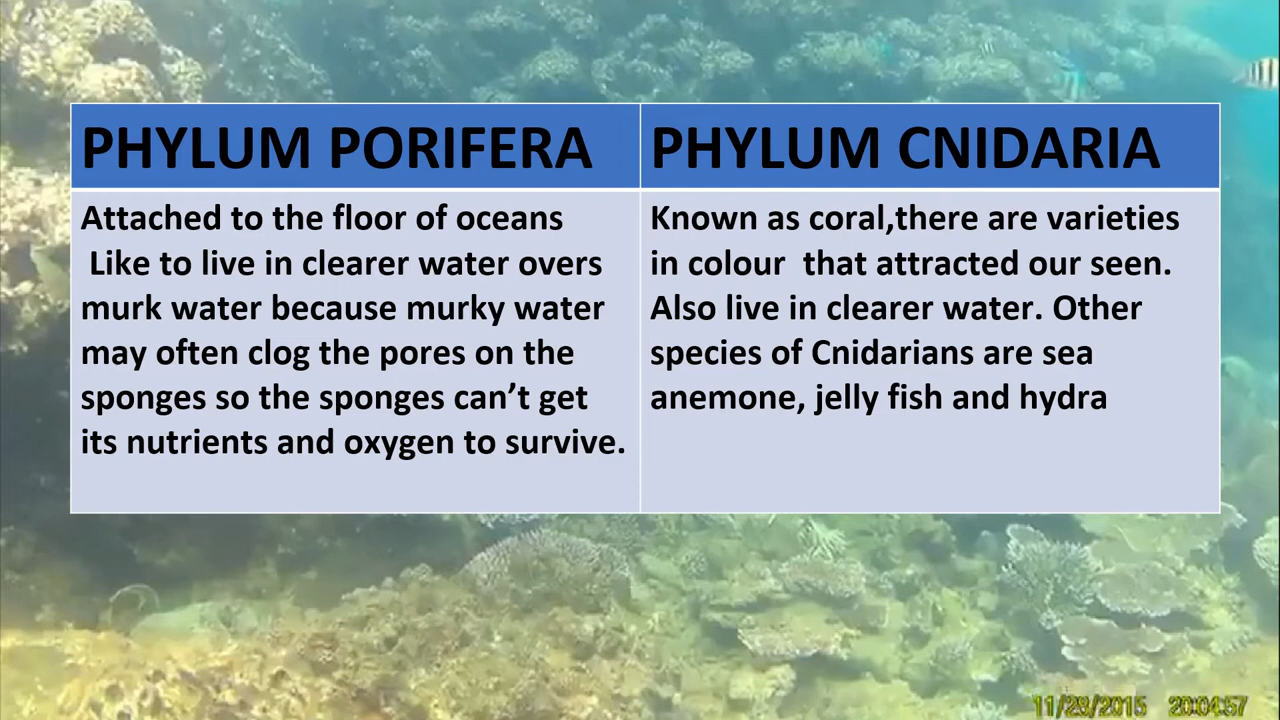 PHYLUM PORIFERA
PHYLUM CNIDARIA
Attached to the floor of oceans
Like to live in clearer water overs
murk water because murky water
may often clog the pores on the
sponges so the sponges can’t get
its nutrients and oxygen to survive.
Known as coral,there are varieties
in colour  that attracted our seen.
Also live in clearer water. Other
species of Cnidarians are sea
anemone, jelly fish and hydra
11/28/2015 20:04:57